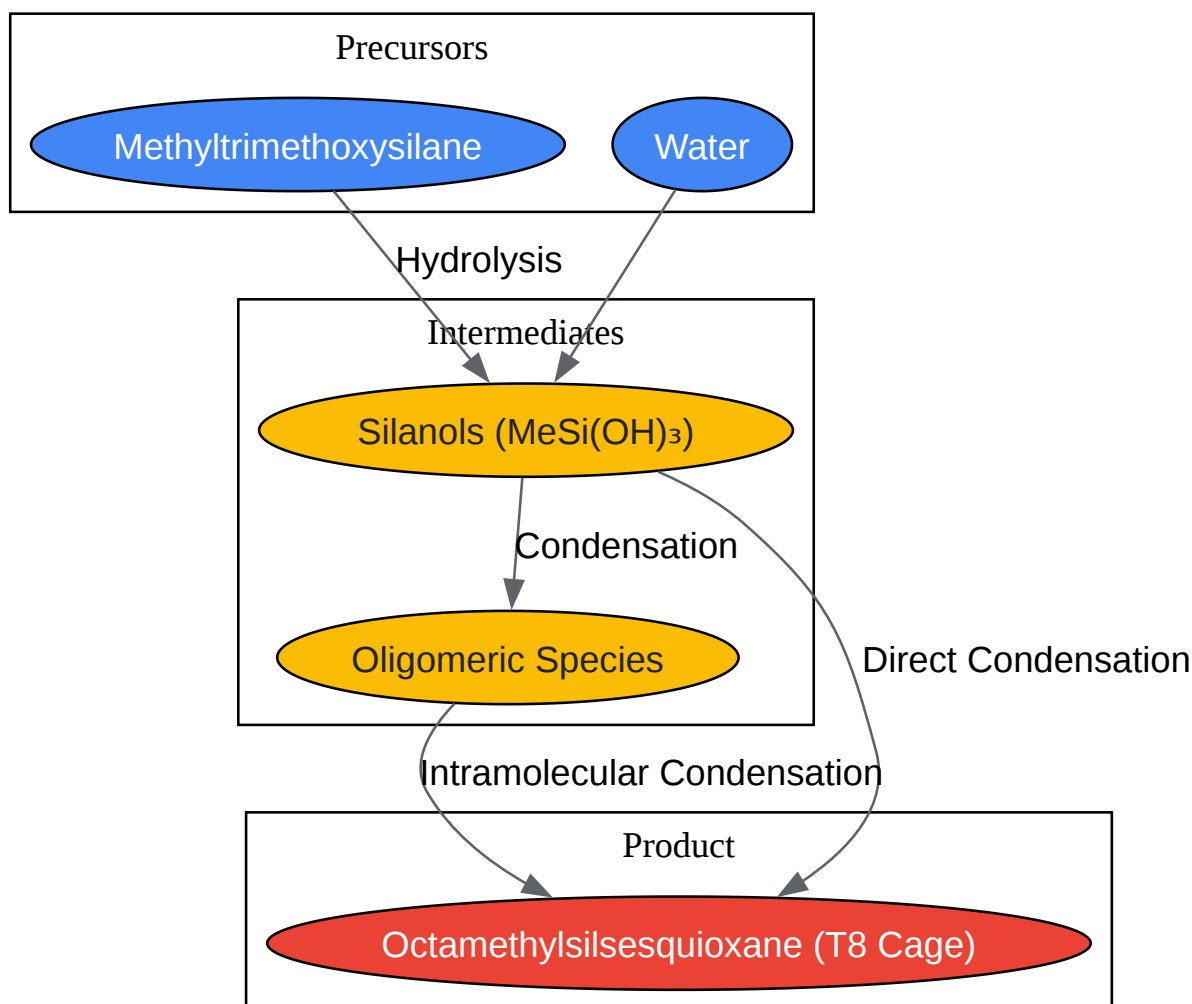 Precursors
Methyltrimethoxysilane
Water
Hydrolysis
Intermediates
Silanols (MeSi(OH)₃)
Condensation
Oligomeric Species
Direct Condensation
Intramolecular Condensation
Product
Octamethylsilsesquioxane (T8 Cage)